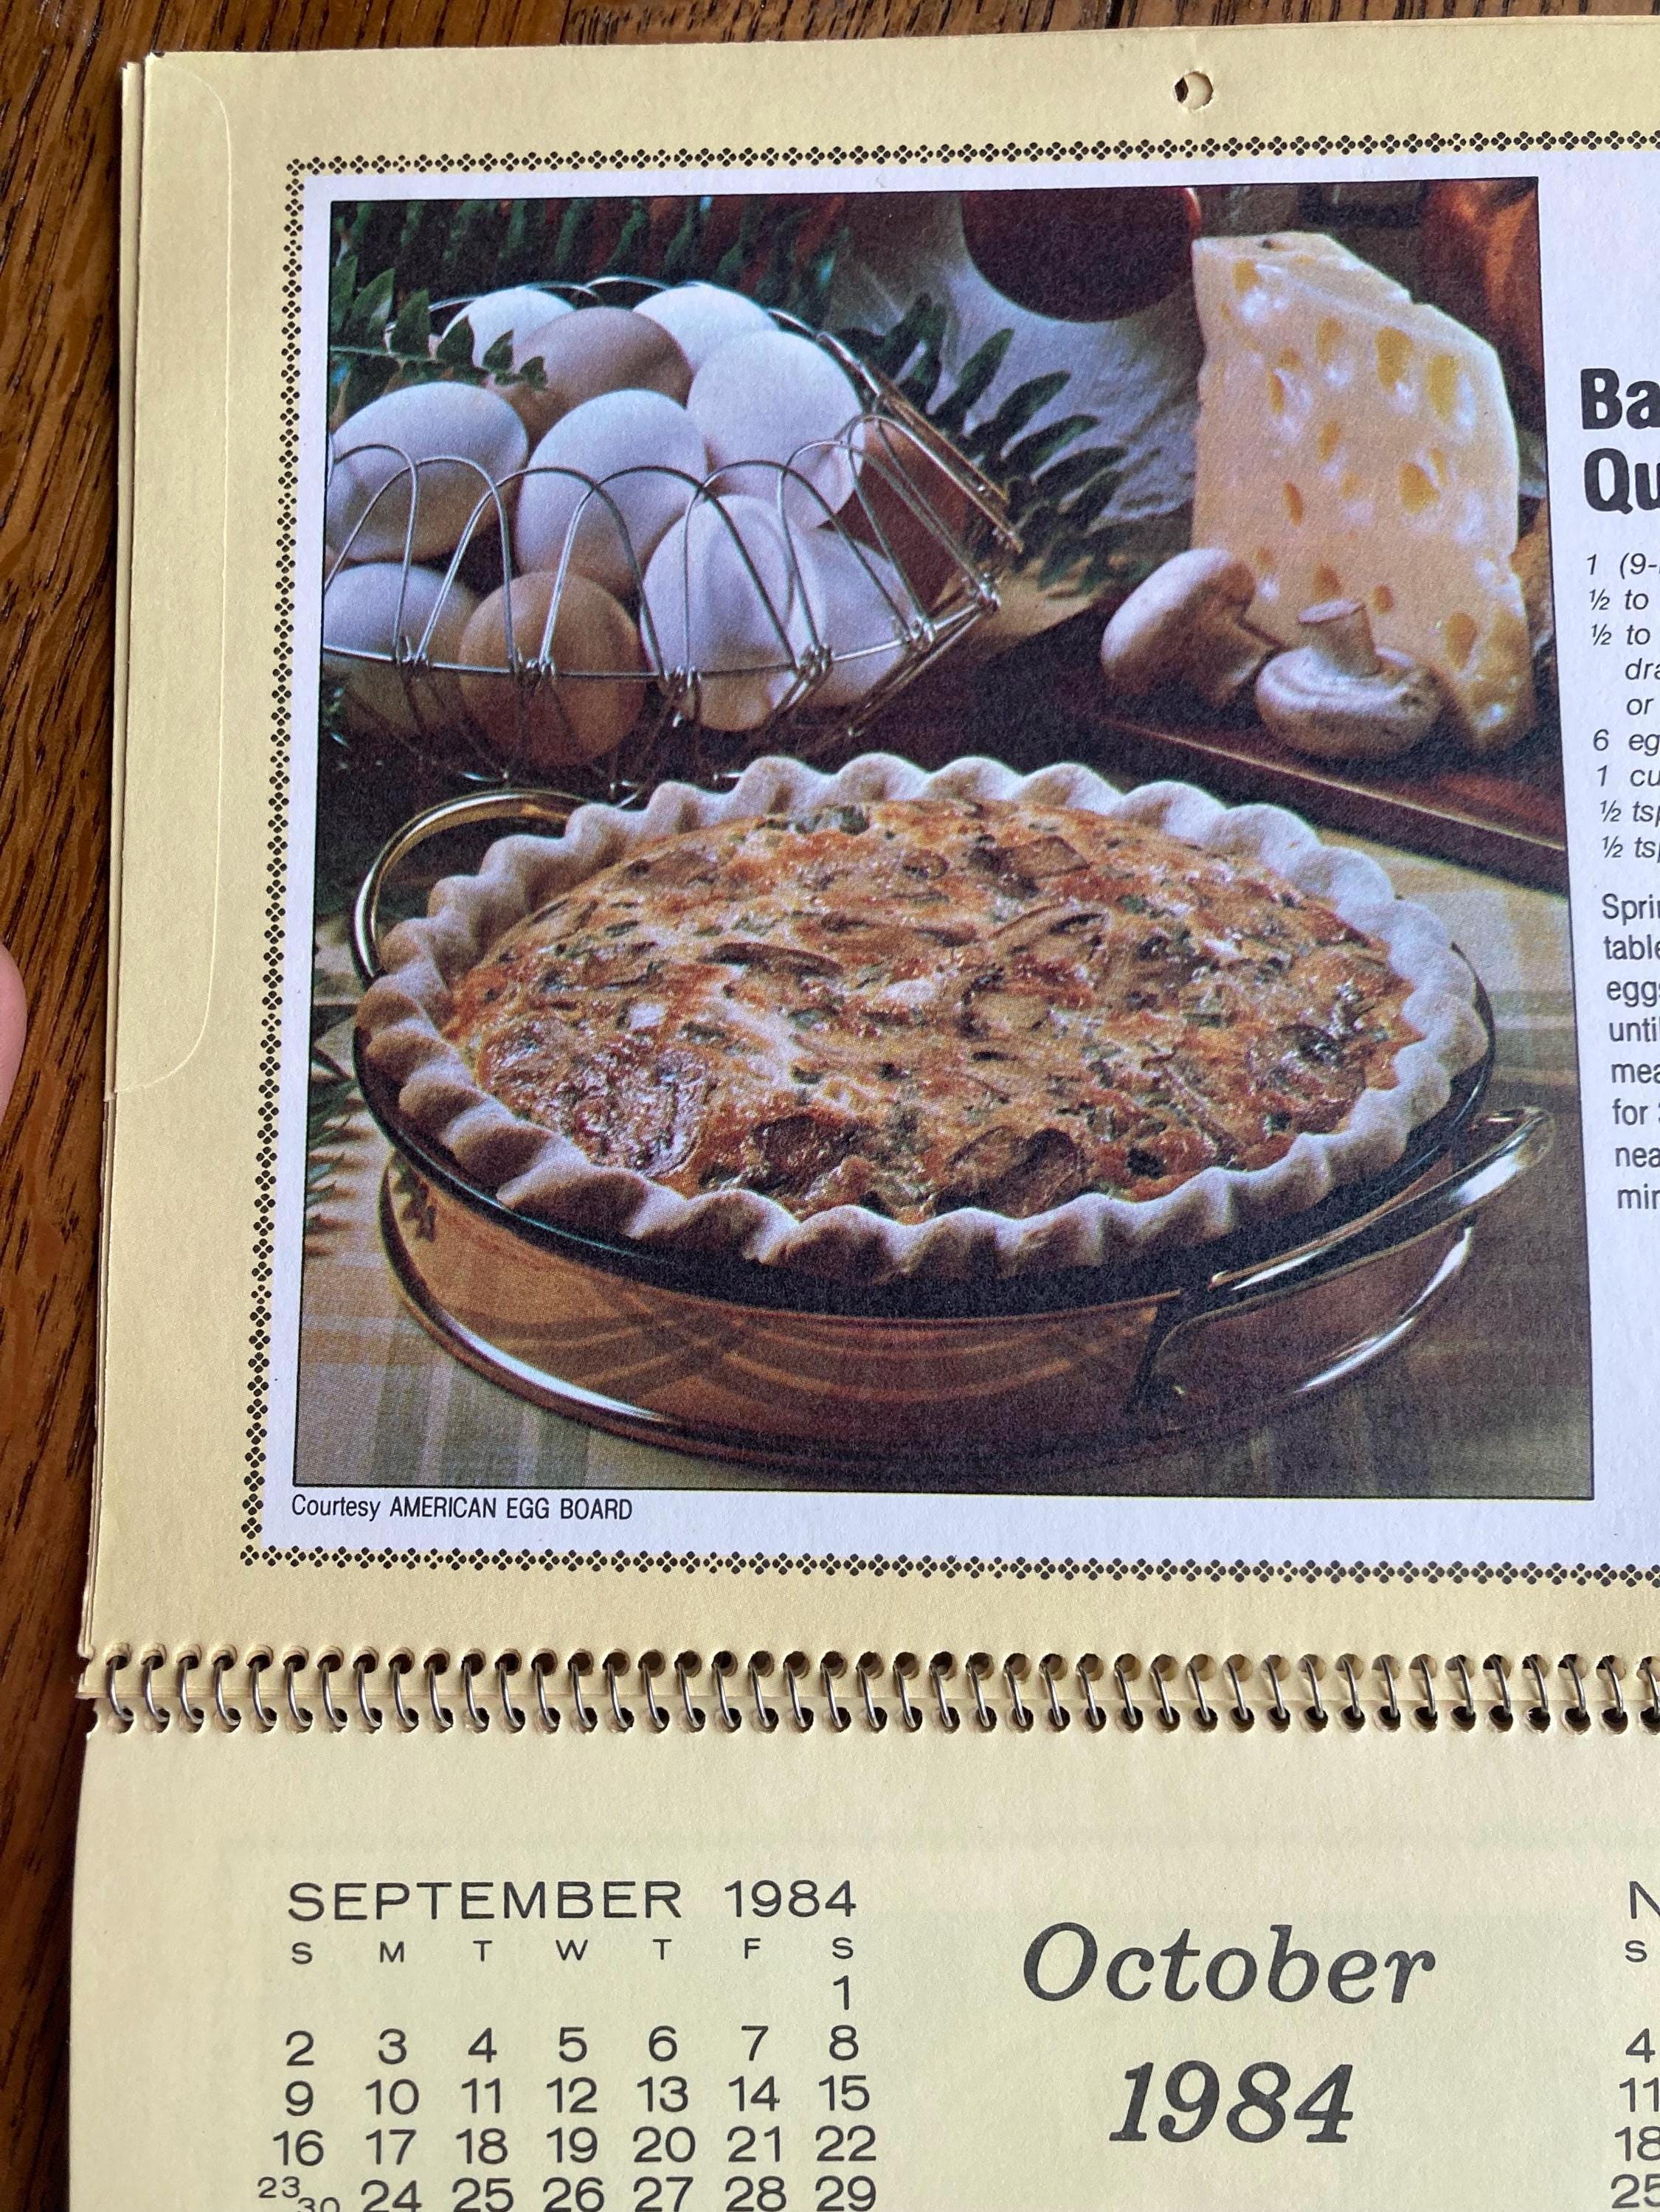 Ba
Qu
1 (9-
½ to
½ to
dra
or
6 eg
1 cu
½ tsp
½ tsp
Sprin
table
eggs
until
mea
for
nea
min
Courtesy AMERICAN EGG BOARD
SEPTEMBER 1984
S M T W T F S
1
2 3 4 5 6 7 8
9 10 11 12 13 14 15
16 17 18 19 20 21 22
23 30 24 25 26 27 28 29
October
1984
N
S
4
11
18
25